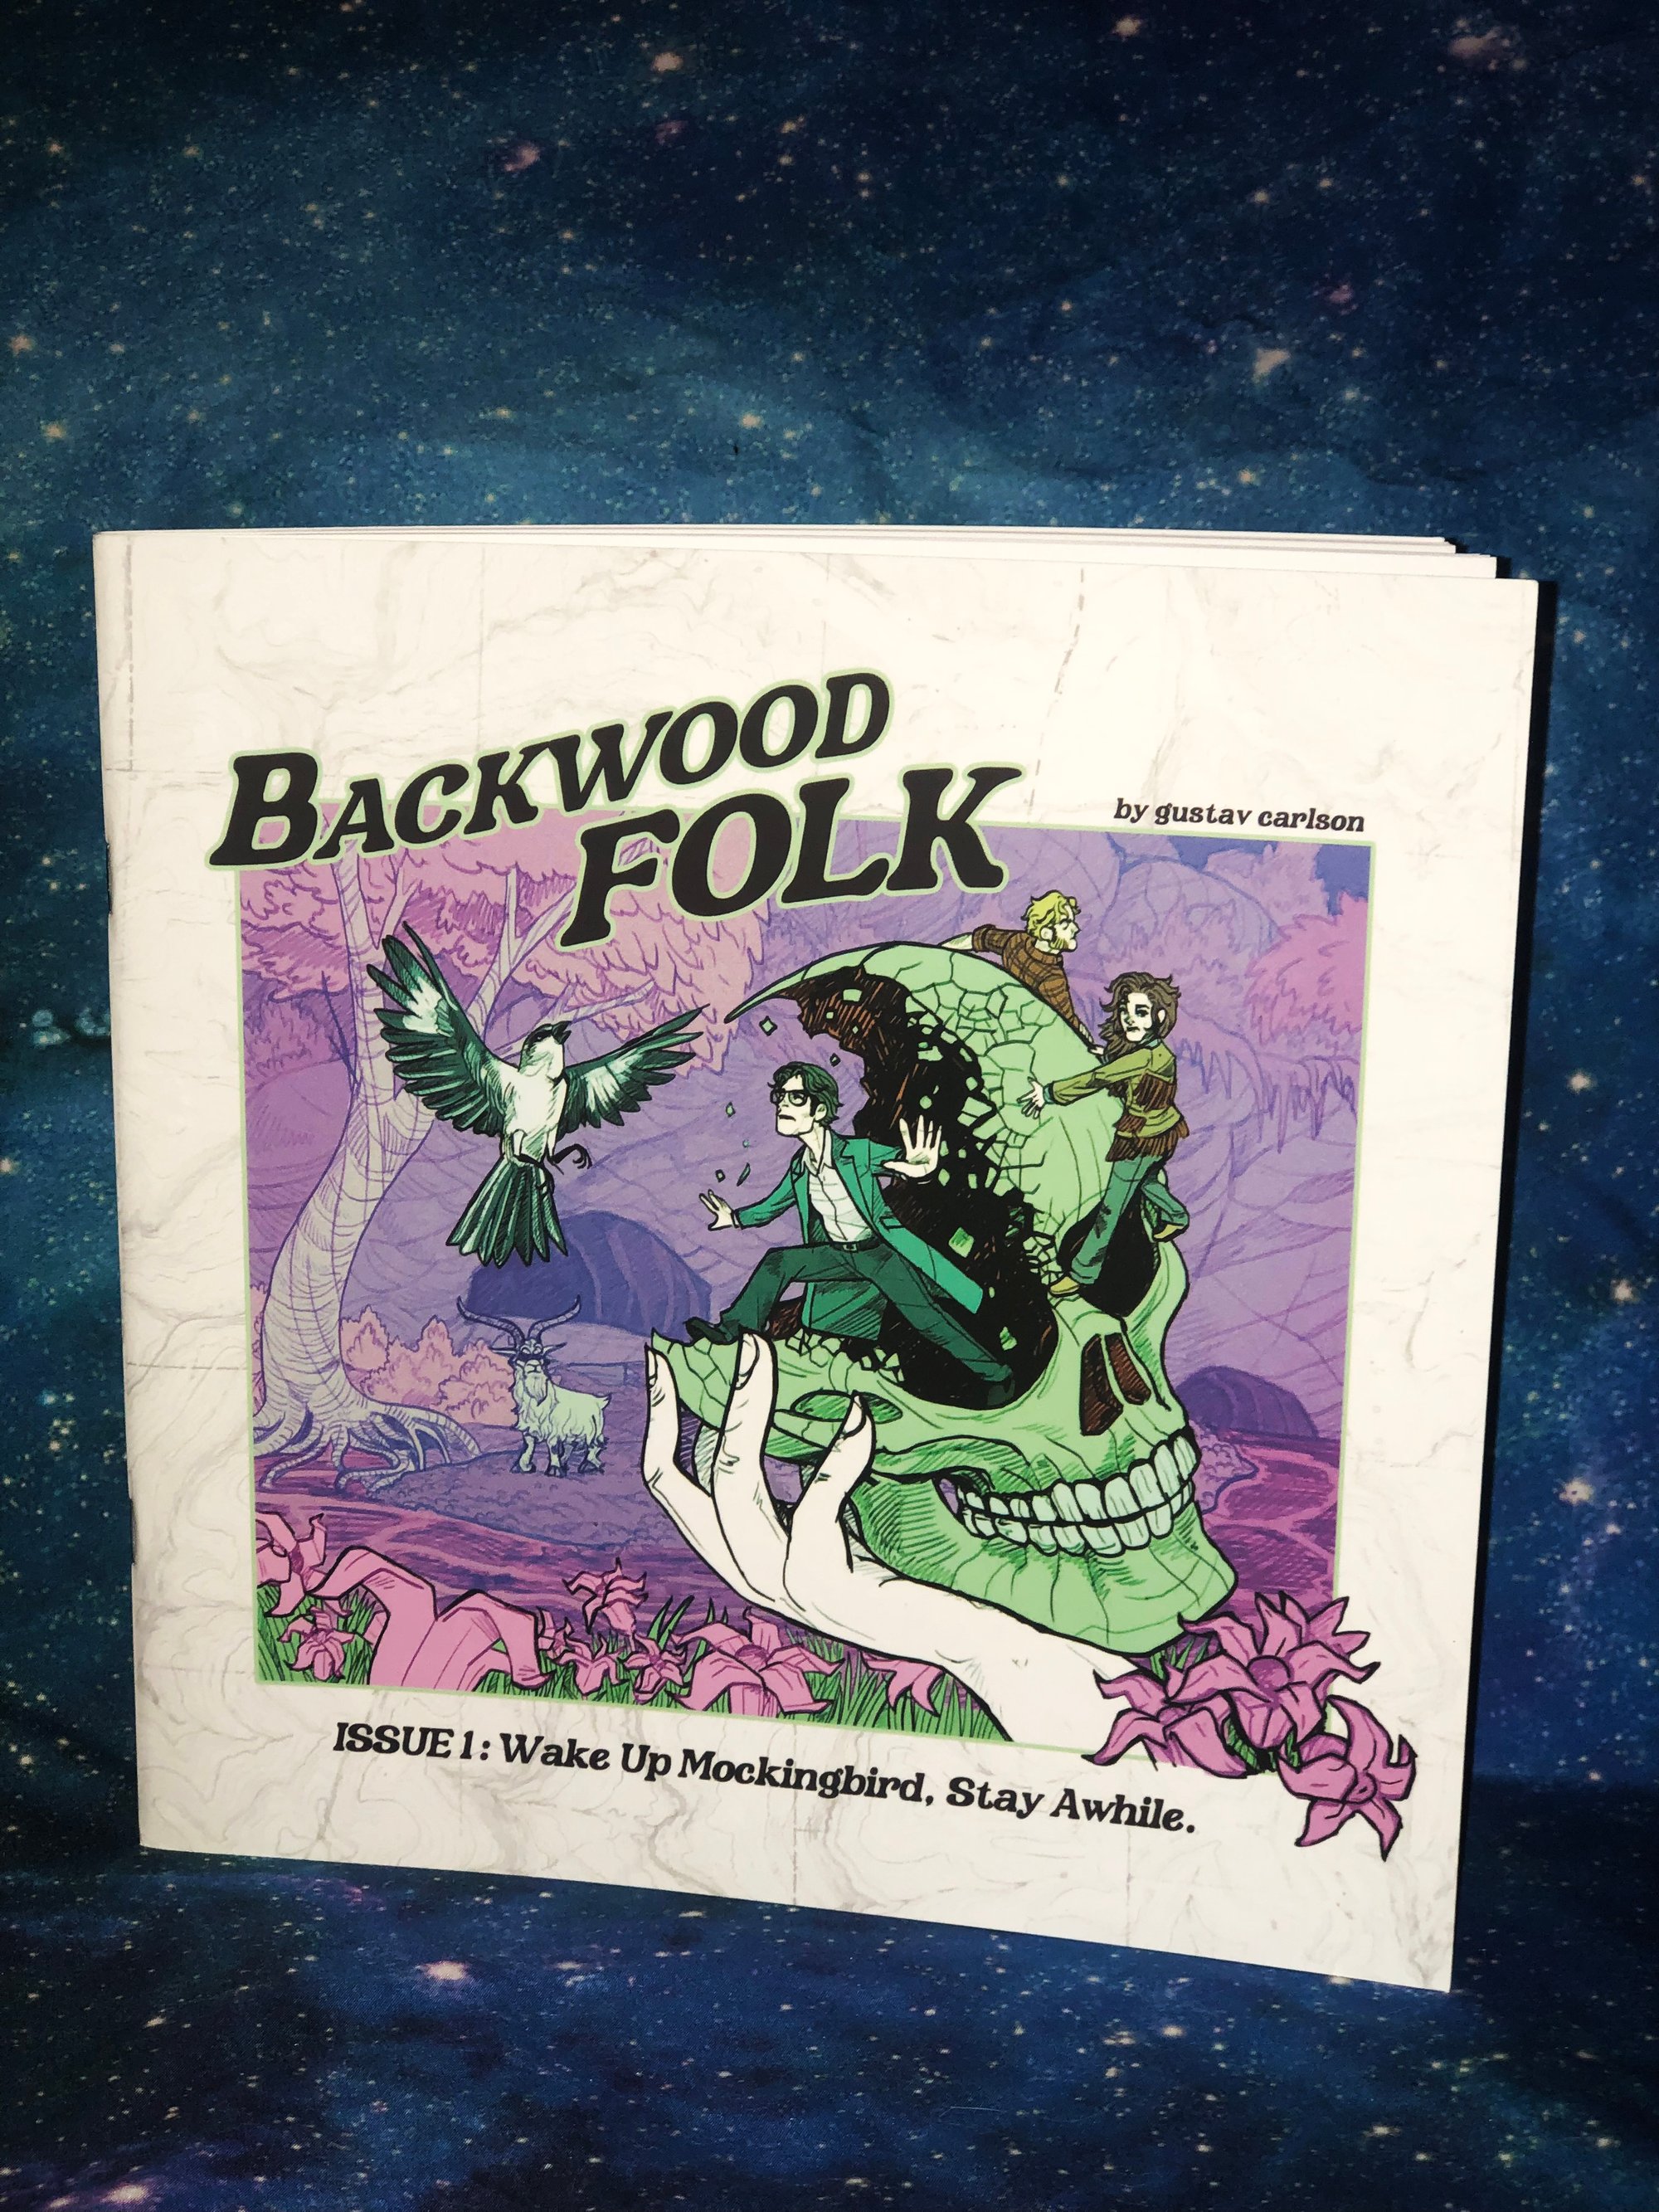 BACKWOOD
FOLK
by gustav carlson
ISSUE 1: Wake Up Mockingbird, Stay Awhile.